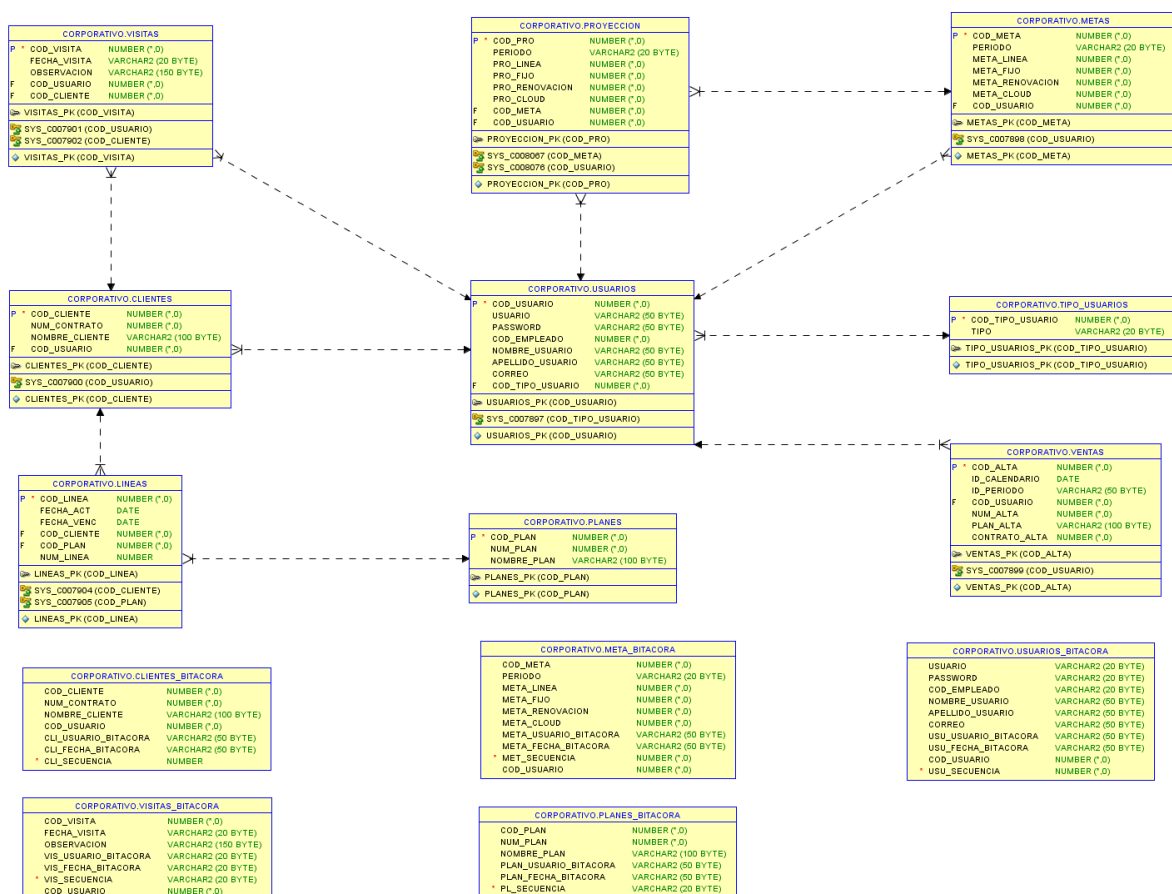 CORPORATIVO.VISITAS
P * COD_VISITA NUMBER (*,0)
FECHA_VISITA VARCHAR2 (20 BYTE)
OBSERVACION VARCHAR2 (150 BYTE)
F COD_USUARIO NUMBER (*,0)
F COD_CLIENTE NUMBER (*,0)
VISITAS_PK (COD_VISITA)
SYS_C007901 (COD_USUARIO)
SYS_C007902 (COD_CLIENTE)
VISITAS_PK (COD_VISITA)
CORPORATIVO.PROYECCION
P * COD_PRO NUMBER (*,0)
PERIODO VARCHAR2 (20 BYTE)
PRO_LINEA NUMBER (*,0)
PRO_FIJO NUMBER (*,0)
PRO_RENOVACION NUMBER (*,0)
PRO_CLOUD NUMBER (*,0)
F COD_META NUMBER (*,0)
F COD_USUARIO NUMBER (*,0)
PROYECCION_PK (COD_PRO)
SYS_C008067 (COD_META)
SYS_C008076 (COD_USUARIO)
PROYECCION_PK (COD_PRO)
CORPORATIVO.METAS
P * COD_META NUMBER (*,0)
PERIODO VARCHAR2 (20 BYTE)
META_LINEA NUMBER (*,0)
META_FIJO NUMBER (*,0)
META_RENOVACION NUMBER (*,0)
META_CLOUD NUMBER (*,0)
F COD_USUARIO NUMBER (*,0)
METAS_PK (COD_META)
SYS_C007898 (COD_USUARIO)
METAS_PK (COD_META)
CORPORATIVO.CLIENTES
P * COD_CLIENTE NUMBER (*,0)
NUM_CONTRATO NUMBER (*,0)
NOMBRE_CLIENTE VARCHAR2 (100 BYTE)
F COD_USUARIO NUMBER (*,0)
CLIENTES_PK (COD_CLIENTE)
SYS_C007900 (COD_USUARIO)
CLIENTES_PK (COD_CLIENTE)
CORPORATIVO.USUARIOS
P * COD_USUARIO NUMBER (*,0)
USUARIO VARCHAR2 (50 BYTE)
PASSWORD VARCHAR2 (50 BYTE)
COD_EMPLEADO NUMBER (*,0)
NOMBRE_USUARIO VARCHAR2 (50 BYTE)
APELLIDO_USUARIO VARCHAR2 (50 BYTE)
CORREO VARCHAR2 (50 BYTE)
F COD_TIPO_USUARIO NUMBER (*,0)
USUARIOS_PK (COD_USUARIO)
SYS_C007897 (COD_TIPO_USUARIO)
USUARIOS_PK (COD_USUARIO)
CORPORATIVO.TIPO_USUARIOS
P * COD_TIPO_USUARIO NUMBER (*,0)
TIPO VARCHAR2 (20 BYTE)
TIPO_USUARIOS_PK (COD_TIPO_USUARIO)
TIPO_USUARIOS_PK (COD_TIPO_USUARIO)
CORPORATIVO.LINEAS
P * COD_LINEA NUMBER (*,0)
FECHA_ACT DATE
FECHA_VENC DATE
F COD_CLIENTE NUMBER (*,0)
F COD_PLAN NUMBER (*,0)
NUM_LINEA NUMBER
LINEAS_PK (COD_LINEA)
SYS_C007904 (COD_CLIENTE)
SYS_C007905 (COD_PLAN)
LINEAS_PK (COD_LINEA)
CORPORATIVO.PLANES
P * COD_PLAN NUMBER (*,0)
NUM_PLAN NUMBER (*,0)
NOMBRE_PLAN VARCHAR2 (100 BYTE)
PLANES_PK (COD_PLAN)
PLANES_PK (COD_PLAN)
CORPORATIVO.VENTAS
P * COD_ALTA NUMBER (*,0)
ID_CALENDARIO DATE
ID_PERIODO VARCHAR2 (50 BYTE)
F COD_USUARIO NUMBER (*,0)
NUM_ALTA NUMBER (*,0)
PLAN_ALTA VARCHAR2 (100 BYTE)
CONTRATO_ALTA NUMBER (*,0)
VENTAS_PK (COD_ALTA)
SYS_C007899 (COD_USUARIO)
VENTAS_PK (COD_ALTA)
CORPORATIVO.CLIENTES_BITACORA
COD_CLIENTE NUMBER (*,0)
NUM_CONTRATO NUMBER (*,0)
NOMBRE_CLIENTE VARCHAR2 (100 BYTE)
COD_USUARIO NUMBER (*,0)
CLI_USUARIO_BITACORA VARCHAR2 (50 BYTE)
CLI_FECHA_BITACORA VARCHAR2 (50 BYTE)
* CLI_SECUENCIA NUMBER
CORPORATIVO.META_BITACORA
COD_META NUMBER (*,0)
PERIODO VARCHAR2 (20 BYTE)
META_LINEA NUMBER (*,0)
META_FIJO NUMBER (*,0)
META_RENOVACION NUMBER (*,0)
META_CLOUD NUMBER (*,0)
META_USUARIO_BITACORA VARCHAR2 (50 BYTE)
META_FECHA_BITACORA VARCHAR2 (50 BYTE)
* MET_SECUENCIA NUMBER (*,0)
COD_USUARIO NUMBER (*,0)
CORPORATIVO.USUARIOS_BITACORA
USUARIO VARCHAR2 (20 BYTE)
PASSWORD VARCHAR2 (20 BYTE)
COD_EMPLEADO VARCHAR2 (20 BYTE)
NOMBRE_USUARIO VARCHAR2 (50 BYTE)
APELLIDO_USUARIO VARCHAR2 (50 BYTE)
CORREO VARCHAR2 (50 BYTE)
USU_USUARIO_BITACORA VARCHAR2 (50 BYTE)
USU_FECHA_BITACORA VARCHAR2 (50 BYTE)
COD_USUARIO NUMBER (*,0)
* USU_SECUENCIA NUMBER (*,0)
CORPORATIVO.VISITAS_BITACORA
COD_VISITA NUMBER (*,0)
FECHA_VISITA VARCHAR2 (20 BYTE)
OBSERVACION VARCHAR2 (150 BYTE)
VIS_USUARIO_BITACORA VARCHAR2 (20 BYTE)
VIS_FECHA_BITACORA VARCHAR2 (20 BYTE)
* VIS_SECUENCIA VARCHAR2 (20 BYTE)
COD_USUARIO NUMBER (*,0)
CORPORATIVO.PLANES_BITACORA
COD_PLAN NUMBER (*,0)
NUM_PLAN NUMBER (*,0)
NOMBRE_PLAN VARCHAR2 (100 BYTE)
PLAN_USUARIO_BITACORA VARCHAR2 (50 BYTE)
PLAN_FECHA_BITACORA VARCHAR2 (50 BYTE)
* PL_SECUENCIA VARCHAR2 (20 BYTE)